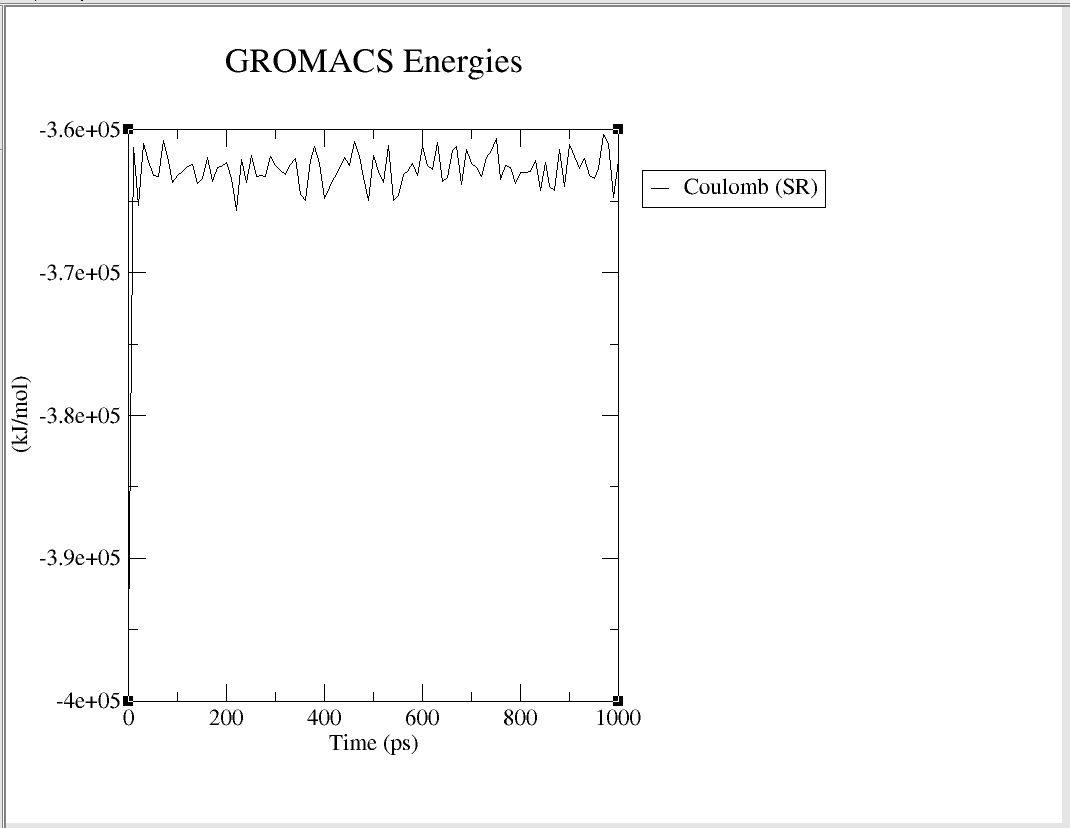 GROMACS Energies
-3.6e+05
Coulomb (SR)
-3.7e+05
-3.8e+05
(kJ/mol)
-3.9e+05
-4e+05
0 200 400 600 800 1000
Time (ps)